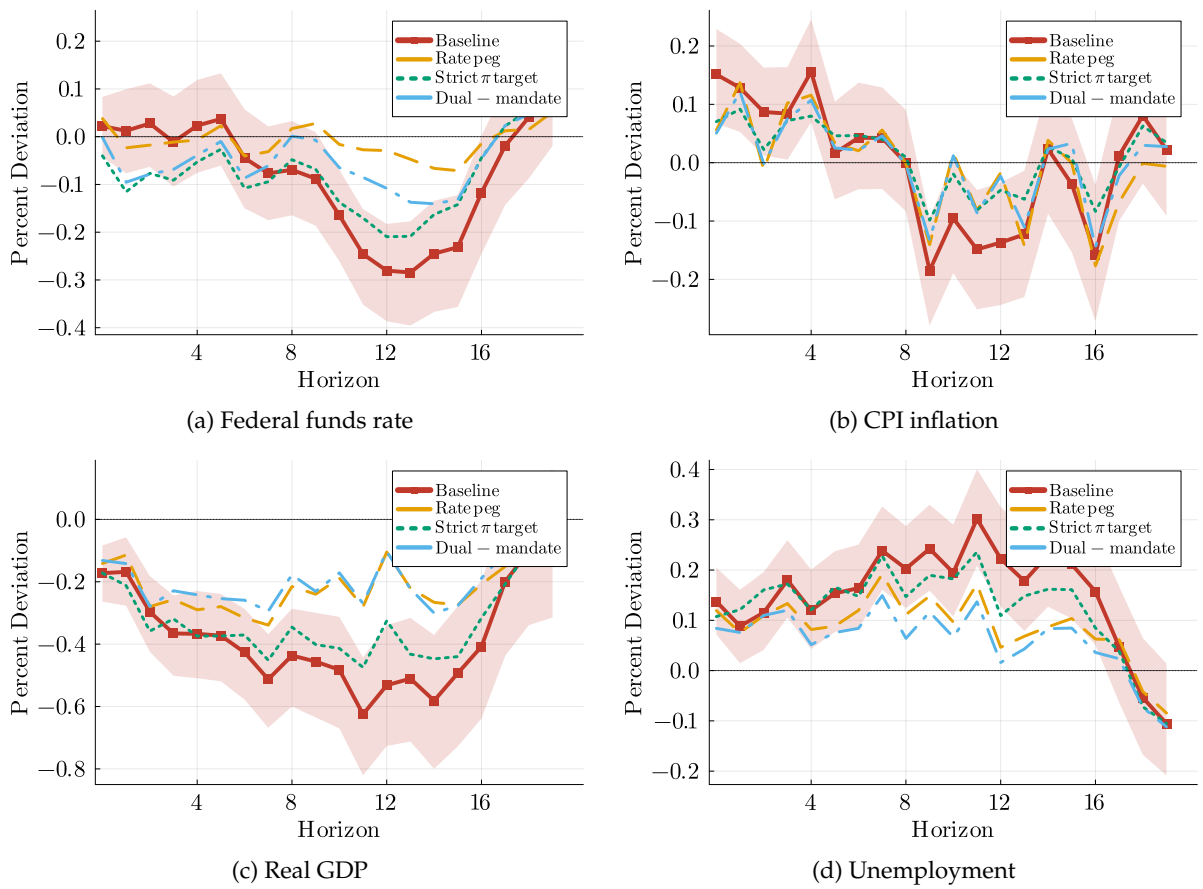 0.2
0.1
0.0
−0.1
−0.2
−0.3
−0.4
Percent Deviation
Baseline
Rate peg
Strict π target
Dual − mandate
4 8 12 16
Horizon
(a) Federal funds rate
0.2
0.1
0.0
−0.1
−0.2
Percent Deviation
Baseline
Rate peg
Strict π target
Dual − mandate
4 8 12 16
Horizon
(b) CPI inflation
0.0
−0.2
−0.4
−0.6
−0.8
Percent Deviation
Baseline
Rate peg
Strict π target
Dual − mandate
4 8 12 16
Horizon
(c) Real GDP
0.4
0.3
0.2
0.1
0.0
−0.1
−0.2
Percent Deviation
Baseline
Rate peg
Strict π target
Dual − mandate
4 8 12 16
Horizon
(d) Unemployment